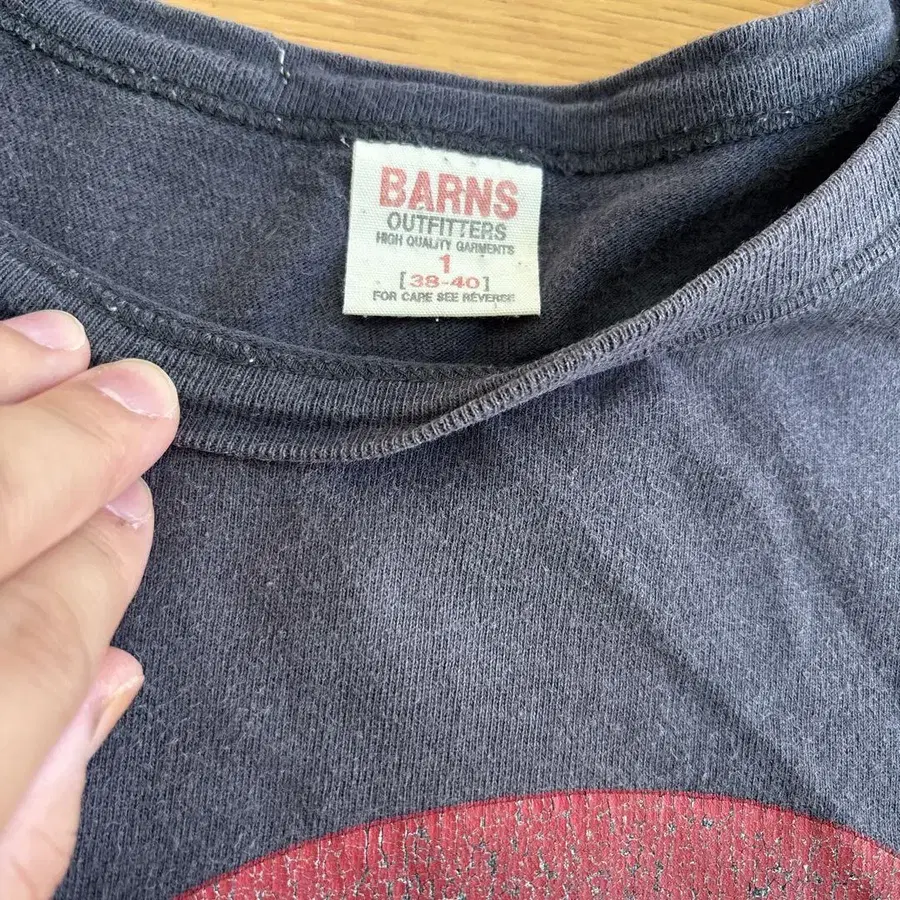 BARNS
OUTFITTERS
HIGH QUALITY GARMENTS
1
[38-40]
FOR CARE SEE REVERSE